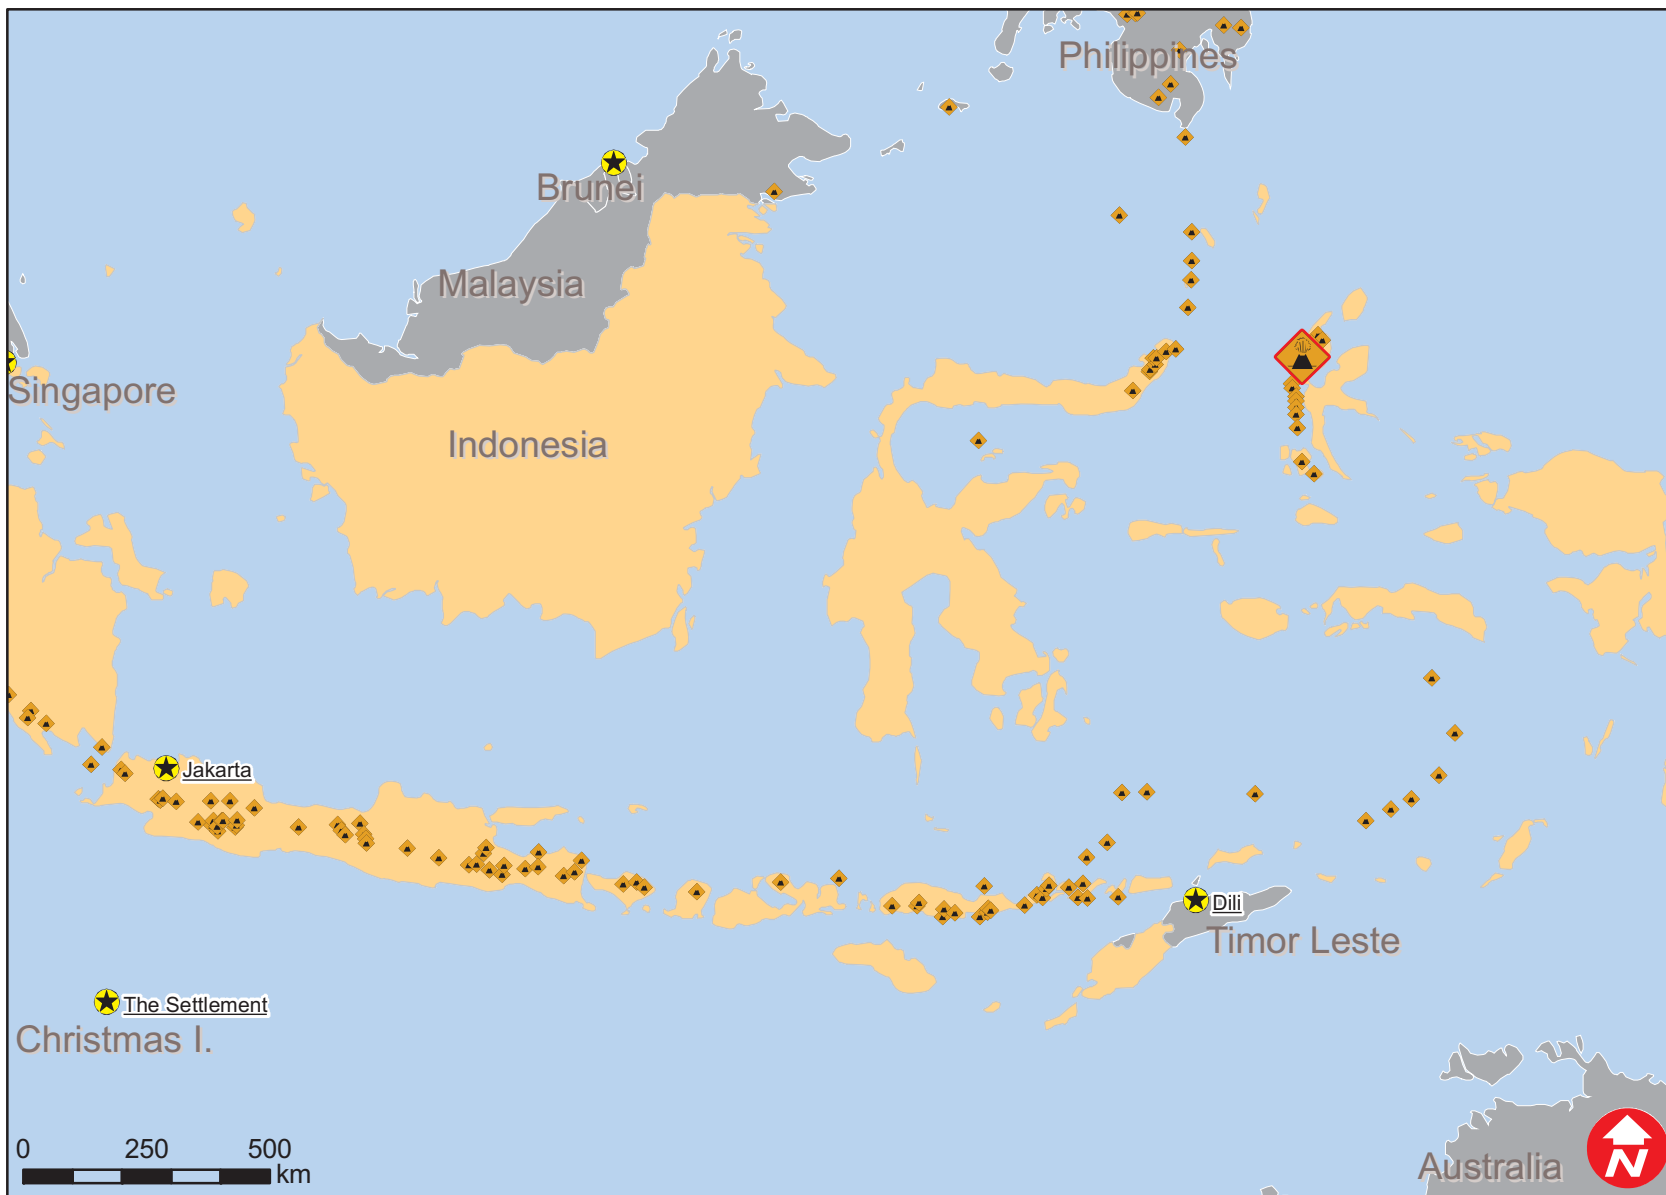 Philippines
Brunei
Malaysia
Singapore
Indonesia
Jakarta
Dili
Timor Leste
The Settlement
Christmas I.
0 250 500
km
Australia
N